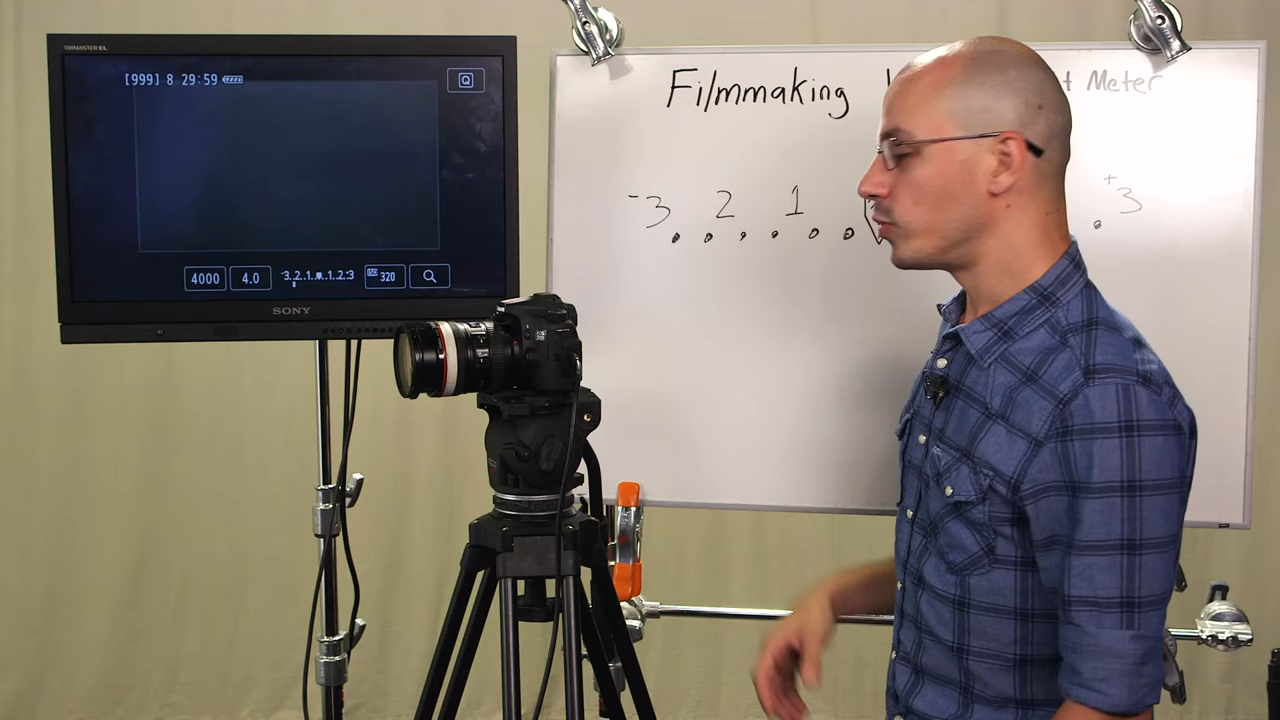 TRIMASTER EL
[999] 8 29:59
Q
4000 4.0 -3..2..1..▼..1..2..:3 ISO 320
SONY
Filmmaking t Meter
-3 2 1 +3